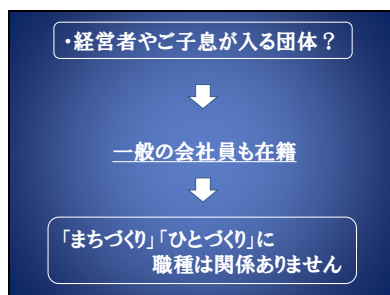 ・経営者やご子息が入る団体？
一般の会社員も在籍
「まちづくり」「ひとづくり」に
職種は関係ありません